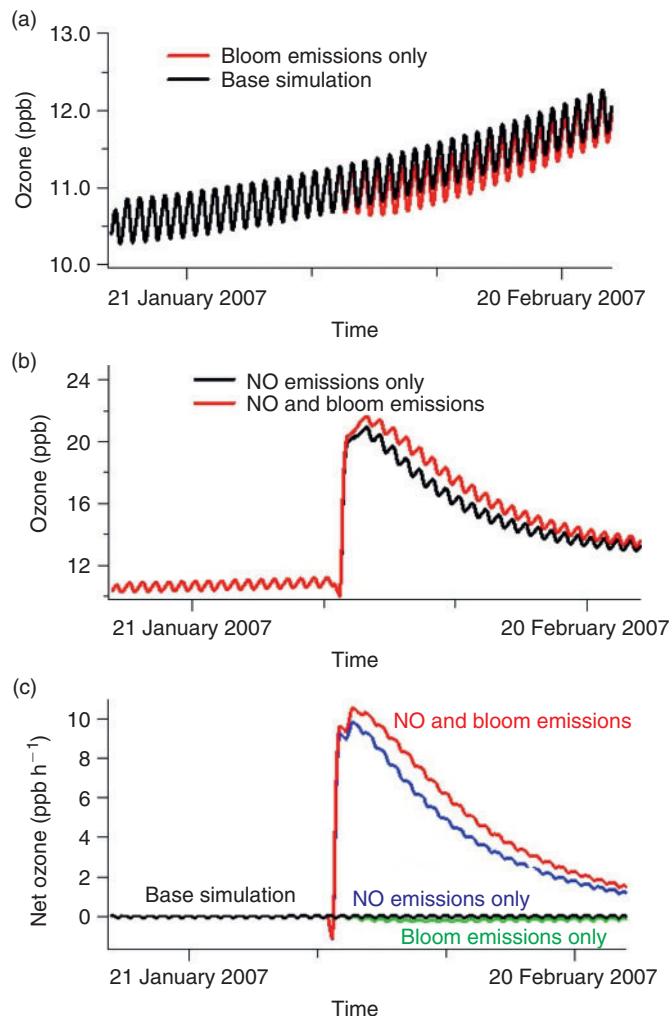 (a)
13.0
12.0
11.0
10.0
Ozone (ppb)
Bloom emissions only
Base simulation
21 January 2007
20 February 2007
Time
(b)
24
20
16
12
Ozone (ppb)
NO emissions only
NO and bloom emissions
21 January 2007
20 February 2007
Time
(c)
10
8
6
4
2
0
Net ozone (ppb h⁻¹)
NO and bloom emissions
Base simulation
NO emissions only
Bloom emissions only
21 January 2007
20 February 2007
Time